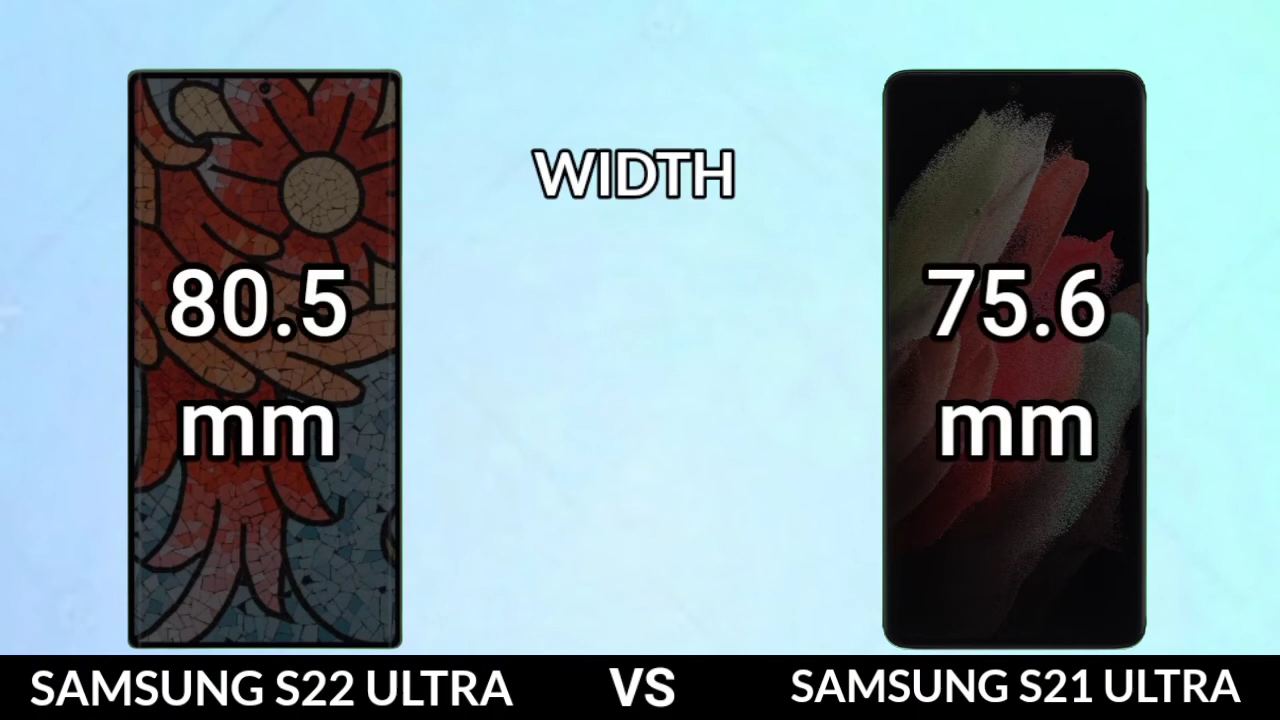 WIDTH
80.5
mm
75.6
mm
SAMSUNG S22 ULTRA VS SAMSUNG S21 ULTRA